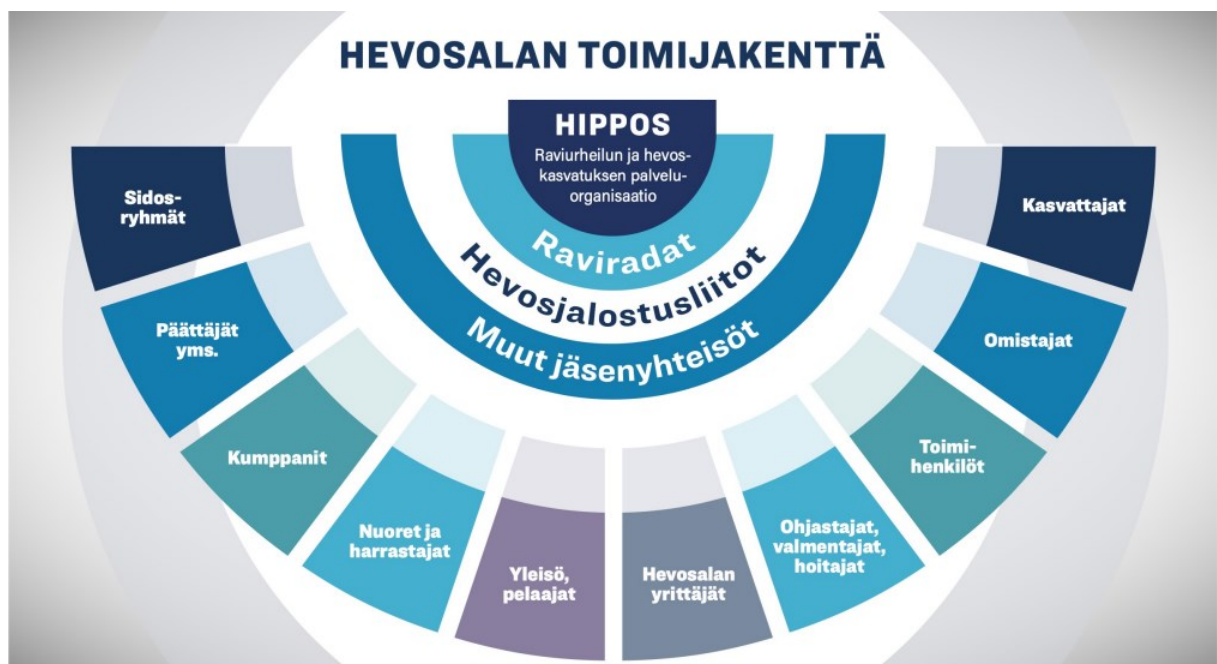 HEVOSALAN TOIMIJAKENTTÄ
HIPPOS
Raviurheilun ja hevos-
kasvatuksen palvelu-
organisaatio
Raviradat
Hevosjalostusliitot
Muut jäsenyhteisöt
Sidos-
ryhmät
Päättäjät
yms.
Kumppanit
Nuoret ja
harrastajat
Yleisö,
pelaajat
Hevosalan
yrittäjät
Ohjastajat,
valmentajat,
hoitajat
Toimi-
henkilöt
Omistajat
Kasvattajat